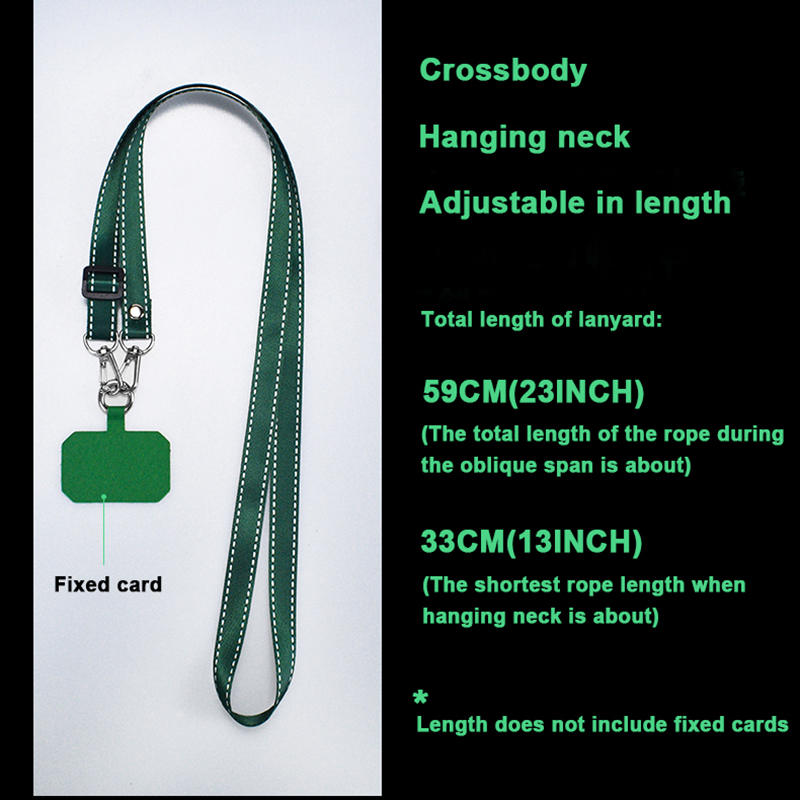 Crossbody
Hanging neck
Adjustable in length
Total length of lanyard:
59CM(23INCH)
(The total length of the rope during
the oblique span is about)
33CM(13INCH)
(The shortest rope length when
hanging neck is about)
*
Length does not include fixed cards
Fixed card